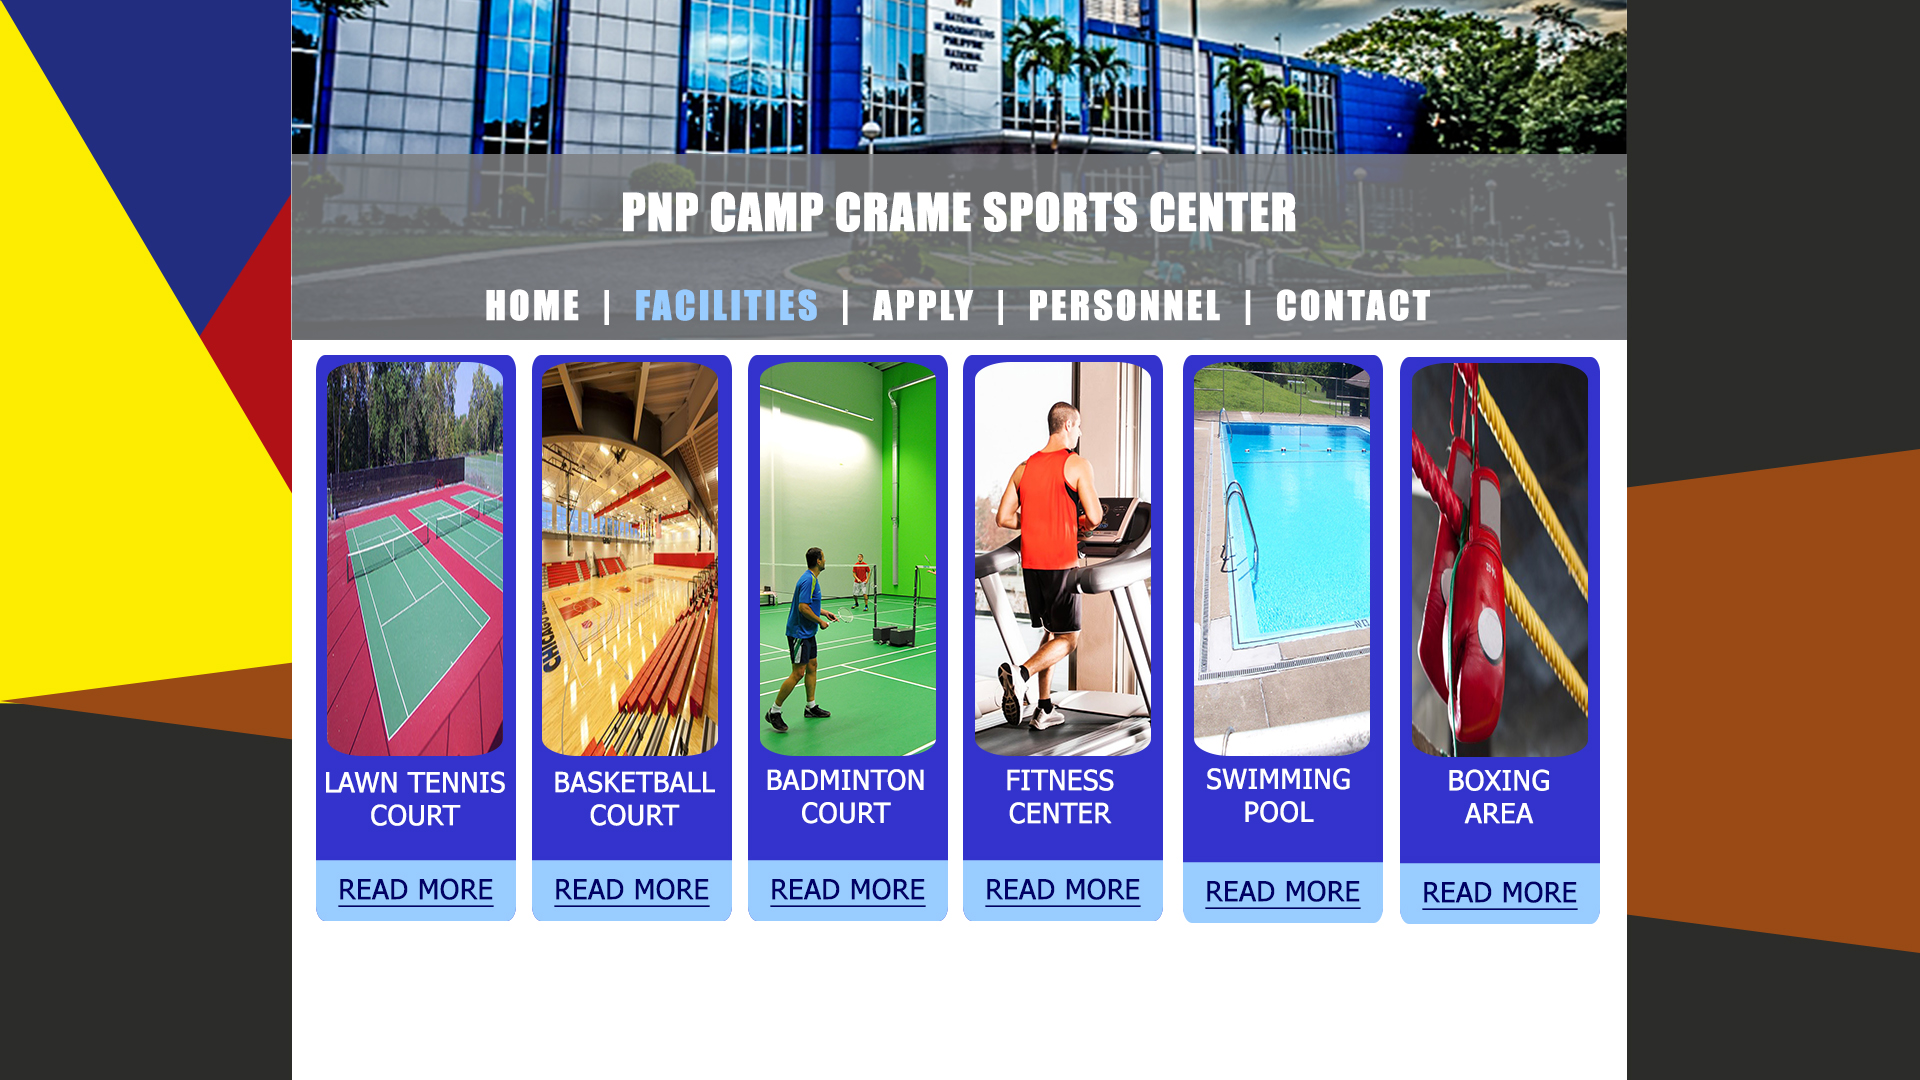 NATIONAL
HEADQUARTERS
PHILIPPINE
NATIONAL
POLICE
PNP CAMP CRAME SPORTS CENTER
HOME | FACILITIES | APPLY | PERSONNEL | CONTACT
LAWN TENNIS
COURT
BASKETBALL
COURT
BADMINTON
COURT
FITNESS
CENTER
SWIMMING
POOL
BOXING
AREA
READ MORE
READ MORE
READ MORE
READ MORE
READ MORE
READ MORE